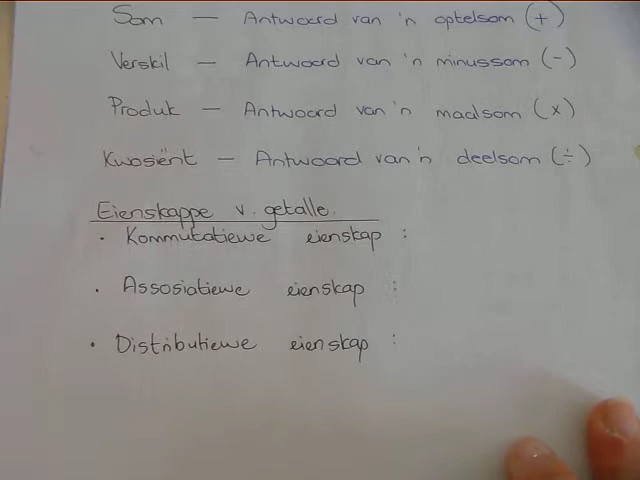 Som — Antwoord van 'n optelsom (+)
Verskil — Antwoord van 'n minussom (-)
Produk — Antwoord van 'n maalsom (x)
Kwosiënt — Antwoord van 'n deelsom (÷)
Eienskappe v. getalle.
· Kommutatiewe eienskap :
· Assosiatiewe eienskap :
· Distributiewe eienskap :